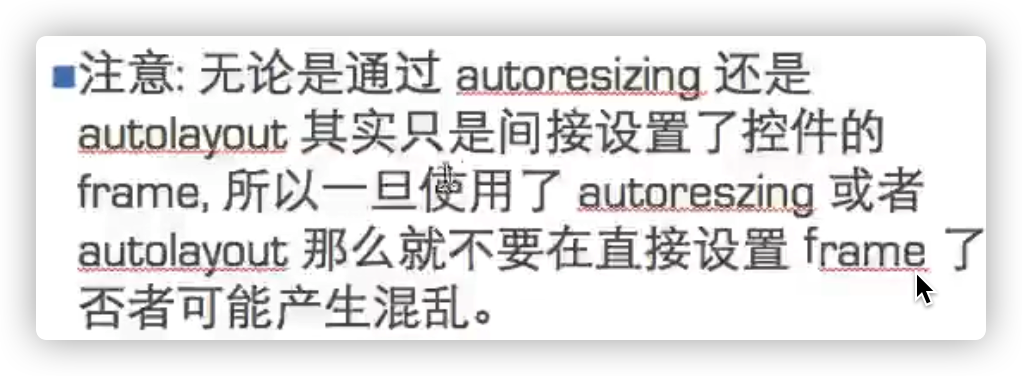 ■注意: 无论是通过 autoresizing 还是
autolayout 其实只是间接设置了控件的
frame, 所以一旦使用了 autoreszing 或者
autolayout 那么就不要在直接设置 frame 了
否者可能产生混乱。